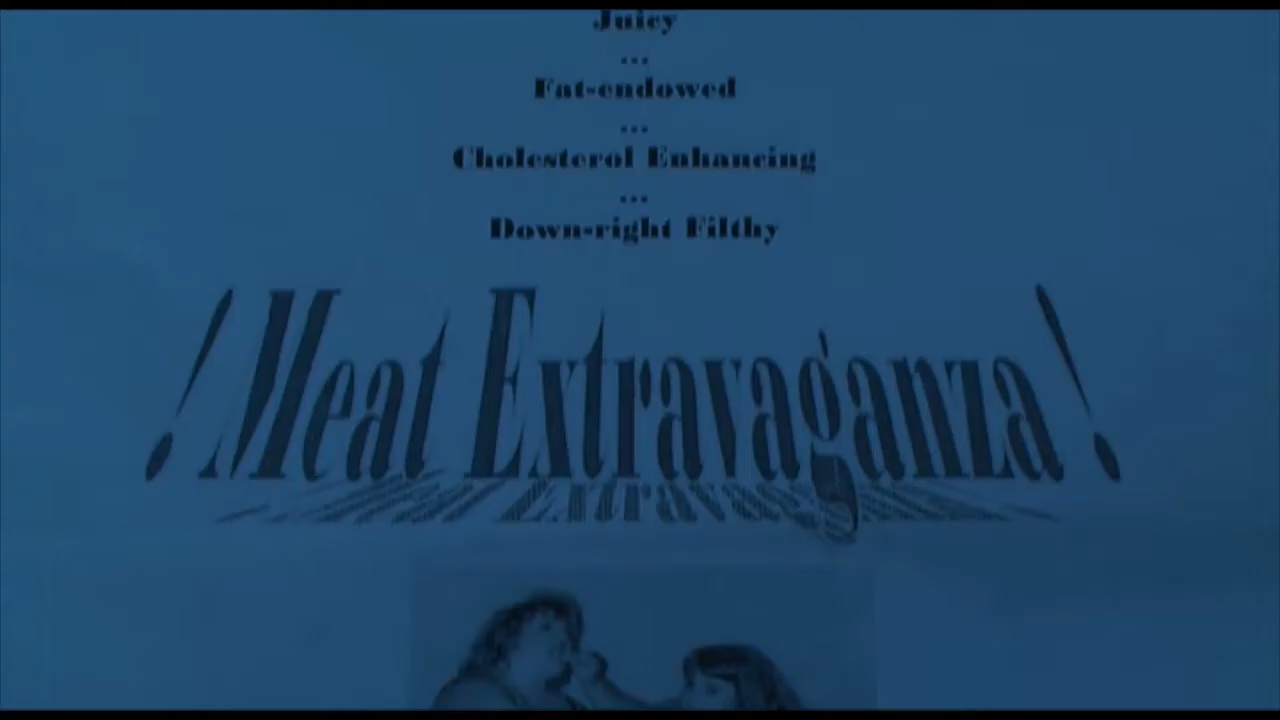 Juicy
...
Fat-endowed
...
Cholesterol Enhancing
...
Down-right Filthy
! Meat Extravaganza !